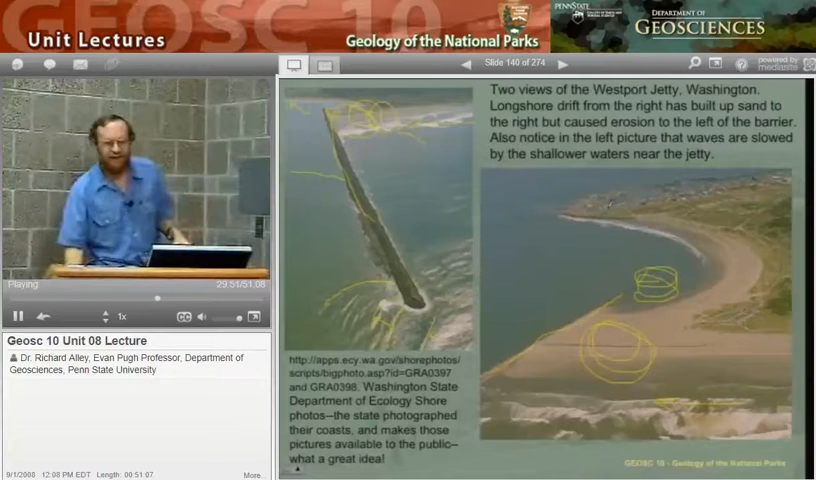 GEOSC 10
Unit Lectures
Geology of the National Parks
PENNSTATE
DEPARTMENT OF
GEOSCIENCES
Slide 140 of 274
powered by
mediasite
Two views of the Westport Jetty, Washington.
Longshore drift from the right has built up sand to
the right but caused erosion to the left of the barrier.
Also notice in the left picture that waves are slowed
by the shallower waters near the jetty.
Playing
29:51/51:08
1x
CC
Geosc 10 Unit 08 Lecture
Dr. Richard Alley, Evan Pugh Professor, Department of
Geosciences, Penn State University
http://apps.ecy.wa.gov/shorephotos/
scripts/bigphoto.asp?id=GRA0397
and GRA0398. Washington State
Department of Ecology Shore
photos--the state photographed
their coasts, and makes those
pictures available to the public--
what a great idea!
GEOSC 10 - Geology of the National Parks
9/1/2008 12:08 PM EDT Length: 00:51:07
More...